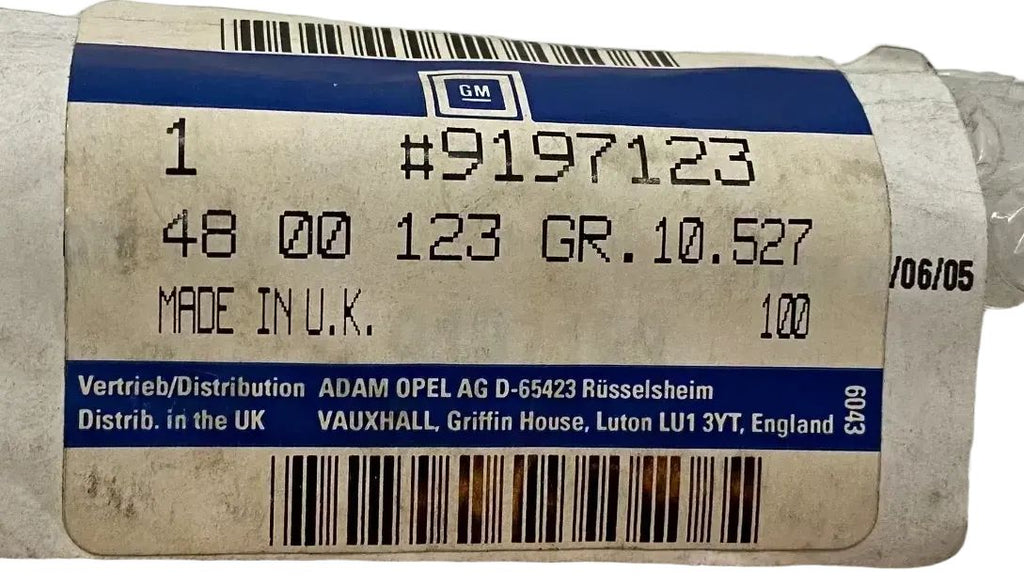 GM
1 #9197123
48 00 123 GR.10.527
MADE IN U.K. 100
/06/05
Vertrieb/Distribution ADAM OPEL AG D-65423 Rüsselsheim
Distrib. in the UK VAUXHALL, Griffin House, Luton LU1 3YT, England
6043